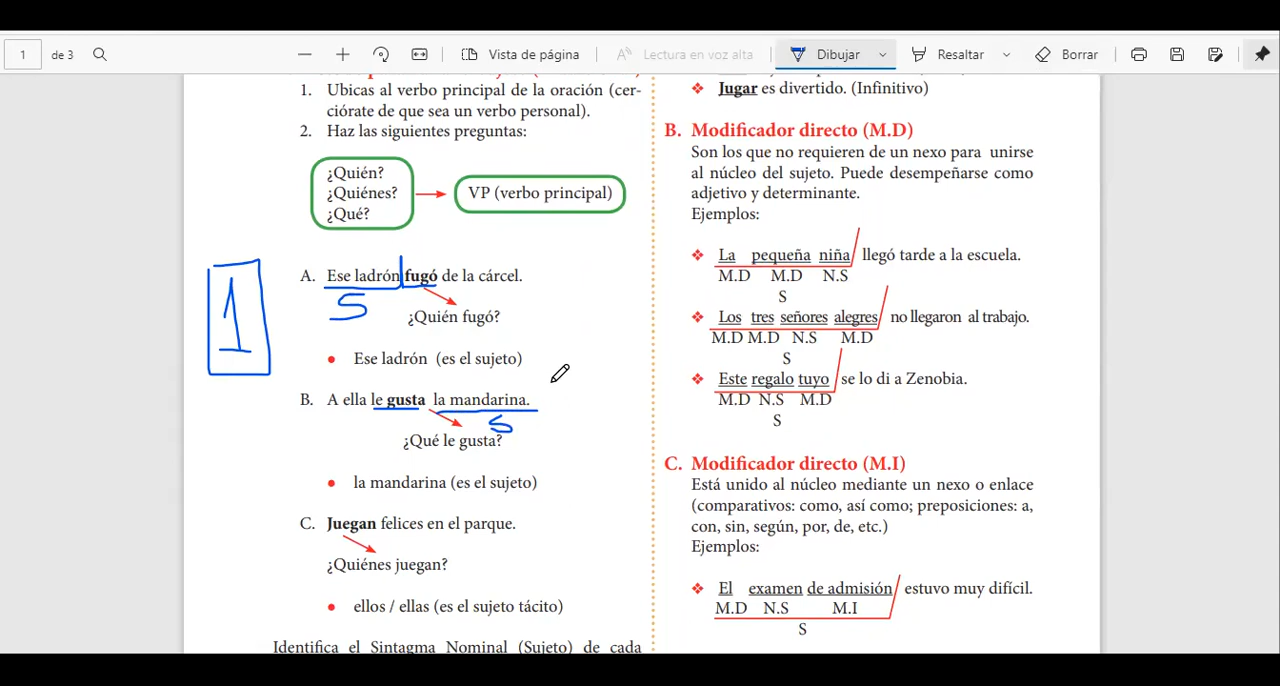 1 de 3 Vista de página Lectura en voz alta Dibujar Resaltar Borrar
1. Ubicas al verbo principal de la oración (cer-
ciórate de que sea un verbo personal).
2. Haz las siguientes preguntas:
¿Quién?
¿Quiénes?
¿Qué?
VP (verbo principal)
1
A. Ese ladrón fugó de la cárcel.
S
¿Quién fugó?
• Ese ladrón (es el sujeto)
B. A ella le gusta la mandarina.
S
¿Qué le gusta?
• la mandarina (es el sujeto)
C. Juegan felices en el parque.
¿Quiénes juegan?
• ellos / ellas (es el sujeto tácito)
Identifica el Sintagma Nominal (Sujeto) de cada
❖ Jugar es divertido. (Infinitivo)
B. Modificador directo (M.D)
Son los que no requieren de un nexo para unirse
al núcleo del sujeto. Puede desempeñarse como
adjetivo y determinante.
Ejemplos:
❖ La pequeña niña llegó tarde a la escuela.
M.D M.D N.S
S
❖ Los tres señores alegres no llegaron al trabajo.
M.D M.D N.S M.D
S
❖ Este regalo tuyo se lo di a Zenobia.
M.D N.S M.D
S
C. Modificador directo (M.I)
Está unido al núcleo mediante un nexo o enlace
(comparativos: como, así como; preposiciones: a,
con, sin, según, por, de, etc.)
Ejemplos:
❖ El examen de admisión estuvo muy difícil.
M.D N.S M.I
S